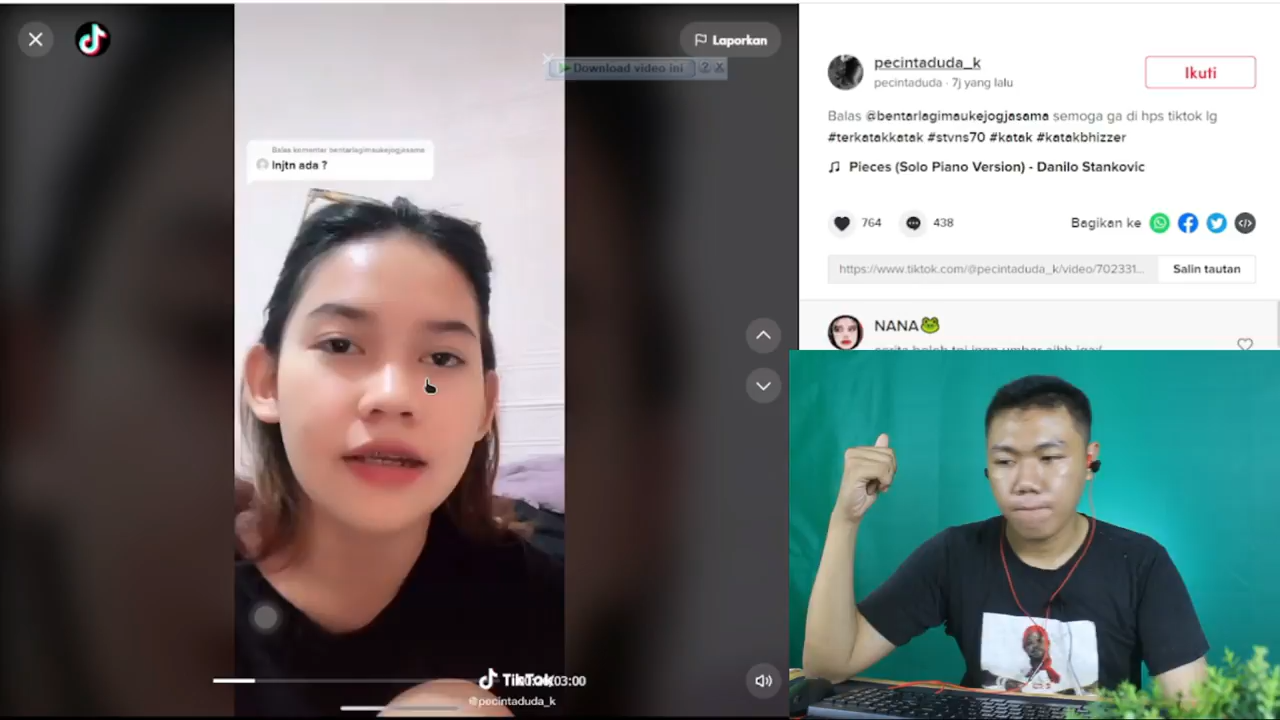 Laporkan
Download video ini
Balas komentar bentarlagimaukejogjasama
Injtn ada ?
TikTok
03:00
@pecintaduda_k
pecintaduda_k
pecintaduda · 7j yang lalu
Ikuti
Balas @bentarlagimaukejogjasama semoga ga di hps tiktok lg
#terkatakkatak #stvns70 #katak #katakbhizzer
Pieces (Solo Piano Version) - Danilo Stankovic
764
438
Bagikan ke
https://www.tiktok.com/@pecintaduda_k/video/702331...
Salin tautan
NANA🐸